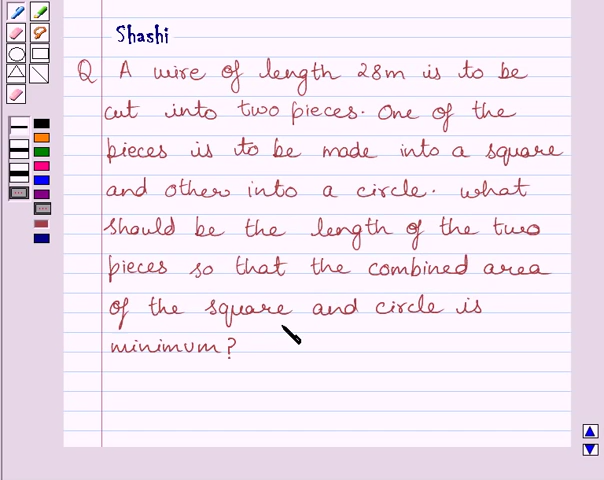 Shashi
Q A wire of length 28m is to be
cut into two pieces. One of the
pieces is to be made into a square
and other into a circle. What
should be the length of the two
pieces so that the combined area
of the square and circle is
minimum?